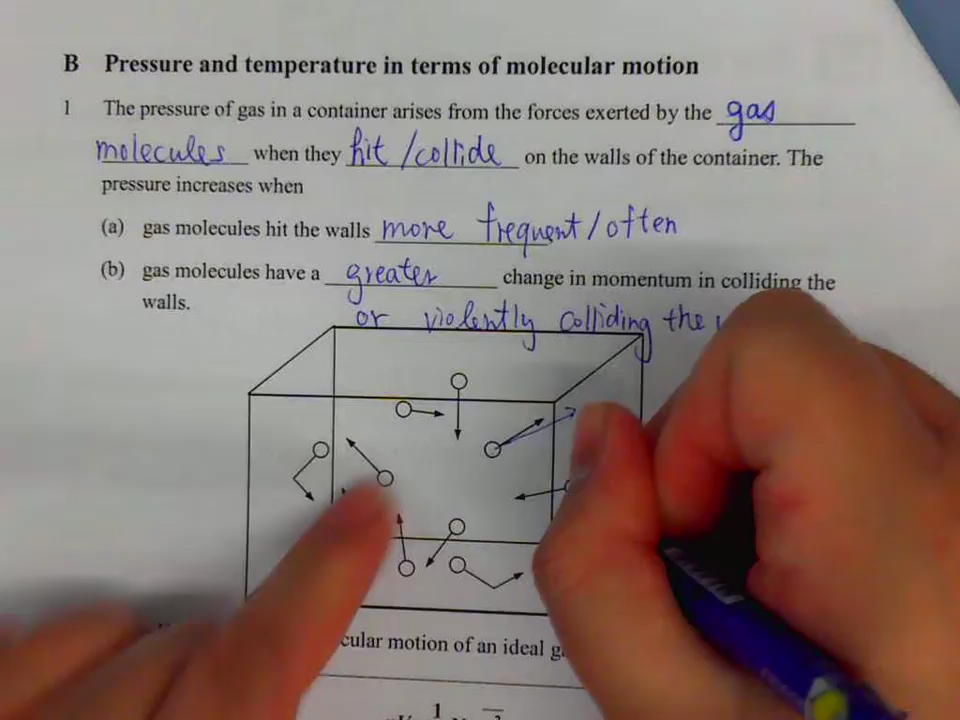 B Pressure and temperature in terms of molecular motion
1 The pressure of gas in a container arises from the forces exerted by the gas
molecules when they hit /collide on the walls of the container. The
pressure increases when
(a) gas molecules hit the walls more frequent/often
(b) gas molecules have a greater change in momentum in colliding the
walls.
or violently colliding the
cular motion of an ideal
1